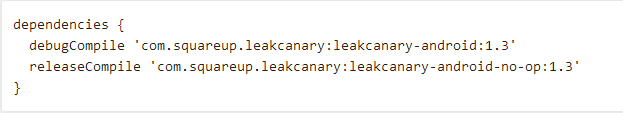 dependencies {
  debugCompile 'com.squareup.leakcanary:leakcanary-android:1.3'
  releaseCompile 'com.squareup.leakcanary:leakcanary-android-no-op:1.3'
}